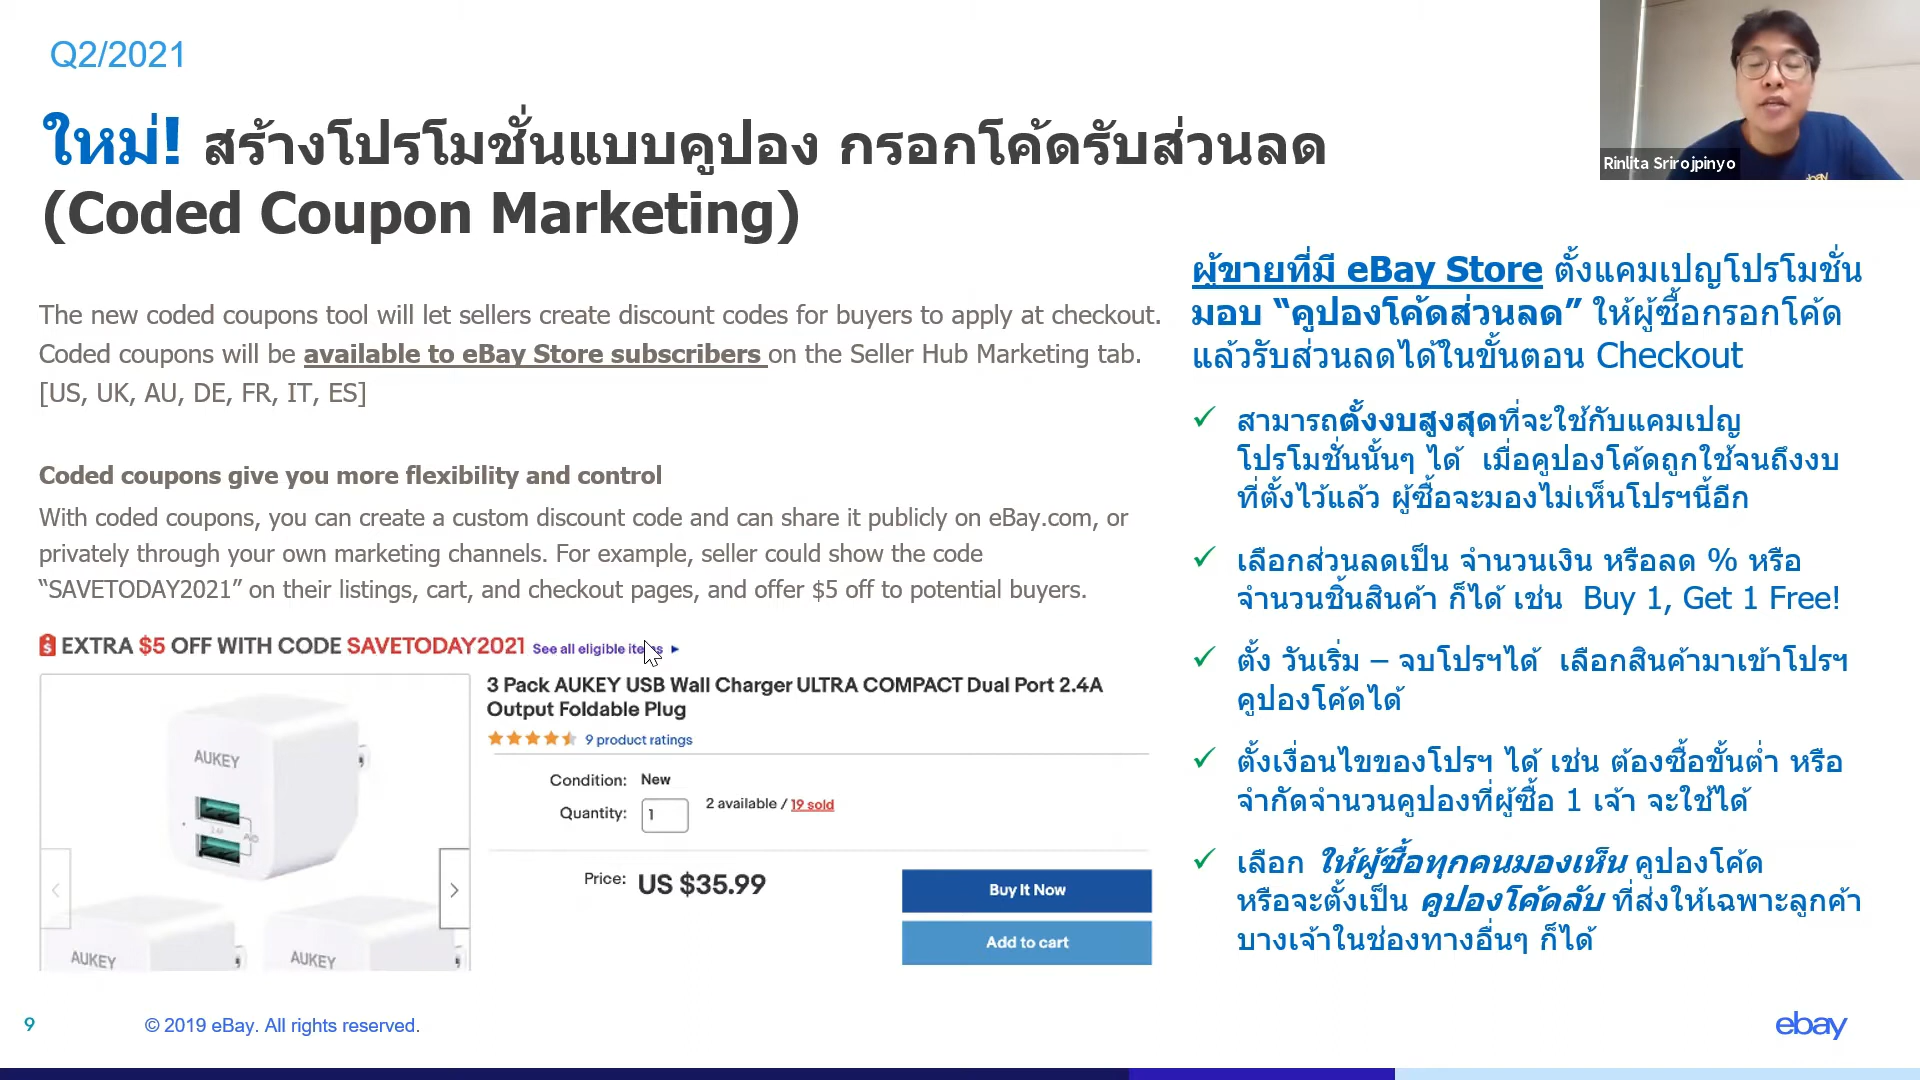 Q2/2021
ใหม่! สร้างโปรโมชั่นแบบคูปอง กรอกโค้ดรับส่วนลด
(Coded Coupon Marketing)
Rinlita Srirojpinyo
The new coded coupons tool will let sellers create discount codes for buyers to apply at checkout.
Coded coupons will be available to eBay Store subscribers on the Seller Hub Marketing tab.
[US, UK, AU, DE, FR, IT, ES]
Coded coupons give you more flexibility and control
With coded coupons, you can create a custom discount code and can share it publicly on eBay.com, or
privately through your own marketing channels. For example, seller could show the code
“SAVETODAY2021” on their listings, cart, and checkout pages, and offer $5 off to potential buyers.
EXTRA $5 OFF WITH CODE SAVETODAY2021 See all eligible items
3 Pack AUKEY USB Wall Charger ULTRA COMPACT Dual Port 2.4A
Output Foldable Plug
9 product ratings
Condition: New
Quantity: 1 2 available / 19 sold
Price: US $35.99
Buy It Now
Add to cart
AUKEY
AUKEY
AUKEY
ผู้ขายที่มี eBay Store ตั้งแคมเปญโปรโมชั่น
มอบ “คูปองโค้ดส่วนลด” ให้ผู้ซื้อกรอกโค้ด
แล้วรับส่วนลดได้ในขั้นตอน Checkout
✓ สามารถตั้งงบสูงสุดที่จะใช้กับแคมเปญ
โปรโมชั่นนั้นๆ ได้ เมื่อคูปองโค้ดถูกใช้จนถึงงบ
ที่ตั้งไว้แล้ว ผู้ซื้อจะมองไม่เห็นโปรฯนี้อีก
✓ เลือกส่วนลดเป็น จำนวนเงิน หรือลด % หรือ
จำนวนชิ้นสินค้า ก็ได้ เช่น Buy 1, Get 1 Free!
✓ ตั้ง วันเริ่ม – จบโปรฯได้ เลือกสินค้ามาเข้าโปรฯ
คูปองโค้ดได้
✓ ตั้งเงื่อนไขของโปรฯ ได้ เช่น ต้องซื้อขั้นต่ำ หรือ
จำกัดจำนวนคูปองที่ผู้ซื้อ 1 เจ้า จะใช้ได้
✓ เลือก ให้ผู้ซื้อทุกคนมองเห็น คูปองโค้ด
หรือจะตั้งเป็น คูปองโค้ดลับ ที่ส่งให้เฉพาะลูกค้า
บางเจ้าในช่องทางอื่นๆ ก็ได้
9
© 2019 eBay. All rights reserved.
ebay